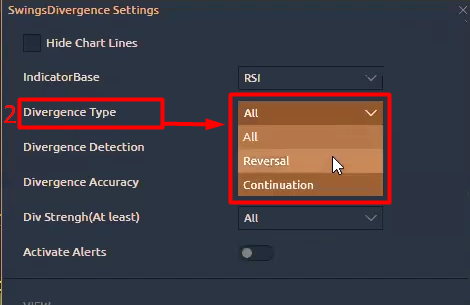 SwingsDivergence Settings
Hide Chart Lines
IndicatorBase RSI
2 Divergence Type All
All
Divergence Detection
Reversal
Divergence Accuracy
Continuation
Div Strengh(At least) All
Activate Alerts
VIEW